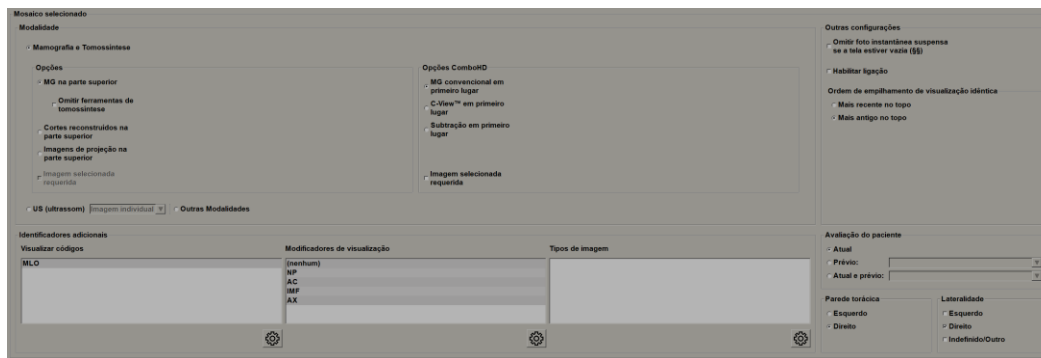 Mosaico selecionado
Modalidade
Mamografia e Tomossíntese
Opções
MG na parte superior
Omitir ferramentas de
tomossíntese
Cortes reconstruídos na
parte superior
Imagens de projeção na
parte superior
Imagem selecionada
requerida
Opções ComboHD
MG convencional em
primeiro lugar
C-View™ em primeiro
lugar
Subtração em primeiro
lugar
Imagem selecionada
requerida
US (ultrassom) Imagem individual Outras Modalidades
Outras configurações
Omitir foto instantânea suspensa
se a tela estiver vazia (§§)
Habilitar ligação
Ordem de empilhamento de visualização idêntica
Mais recente no topo
Mais antigo no topo
Identificadores adicionais
Visualizar códigos
MLO
Modificadores de visualização
(nenhum)
NP
AC
IMF
AX
Tipos de imagem
Avaliação do paciente
Atual
Prévio:
Atual e prévio:
Parede torácica
Esquerdo
Direito
Lateralidade
Esquerdo
Direito
Indefinido/Outro